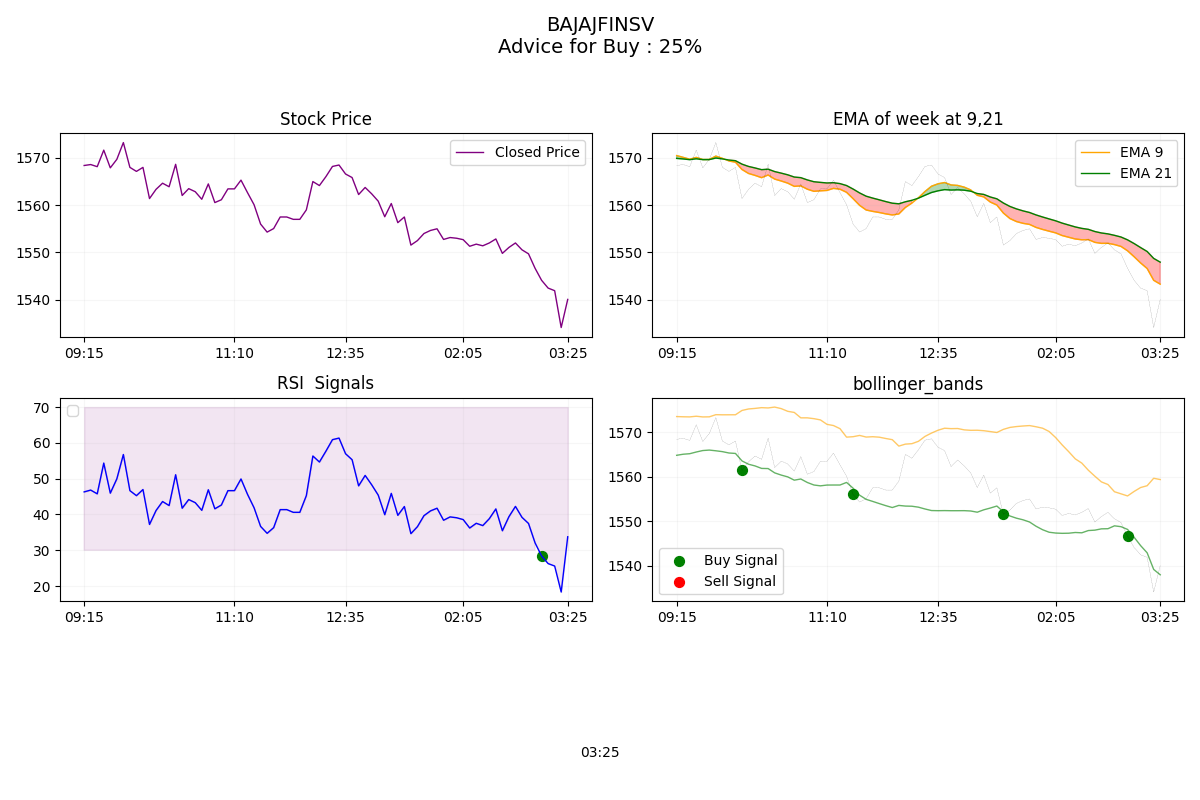 BAJAJFINSV
Advice for Buy : 25%
Stock Price
1570
1560
1550
1540
Closed Price
09:15 11:10 12:35 02:05 03:25
EMA of week at 9,21
1570
1560
1550
1540
EMA 9
EMA 21
09:15 11:10 12:35 02:05 03:25
RSI  Signals
70
60
50
40
30
20
09:15 11:10 12:35 02:05 03:25
bollinger_bands
1570
1560
1550
1540
Buy Signal
Sell Signal
09:15 11:10 12:35 02:05 03:25
03:25